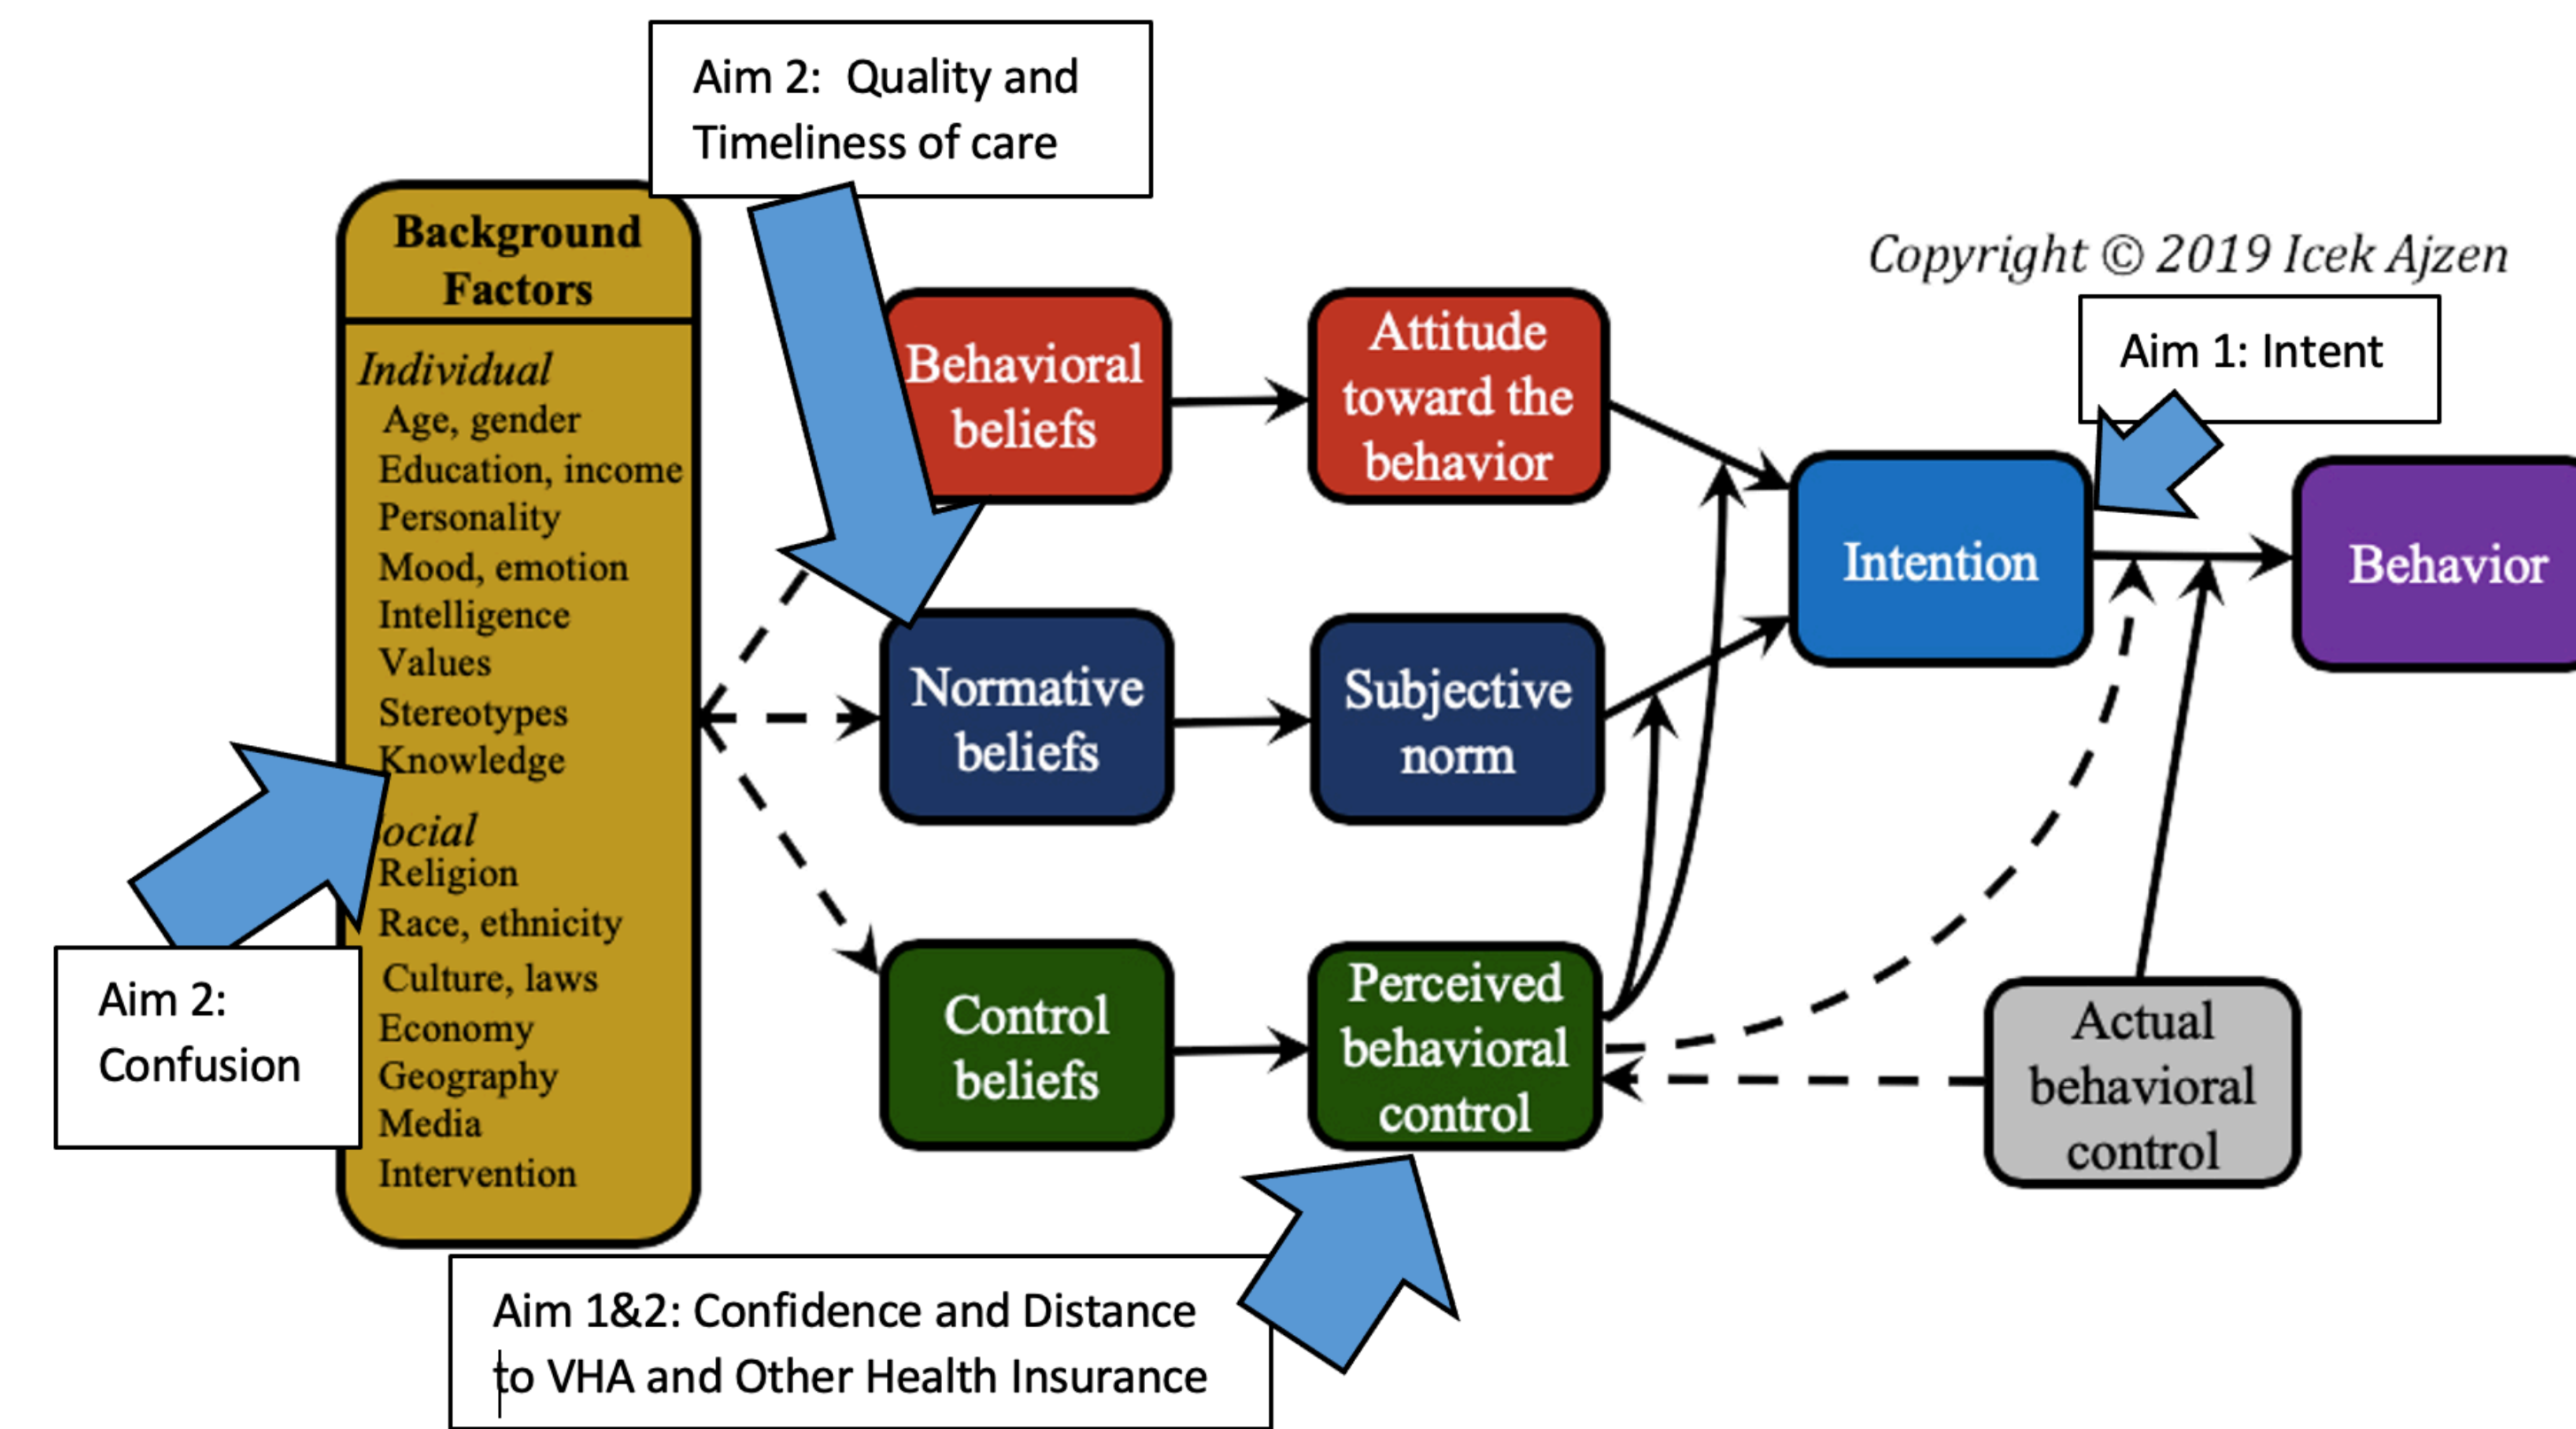 Aim 2:  Quality and
Timeliness of care
Background
Factors
Individual
Age, gender
Education, income
Personality
Mood, emotion
Intelligence
Values
Stereotypes
Knowledge
ocial
Religion
Race, ethnicity
Culture, laws
Economy
Geography
Media
Intervention
Aim 2:
Confusion
Behavioral
beliefs
Attitude
toward the
behavior
Normative
beliefs
Subjective
norm
Control
beliefs
Perceived
behavioral
control
Copyright © 2019 Icek Ajzen
Aim 1: Intent
Intention
Behavior
Actual
behavioral
control
Aim 1&2: Confidence and Distance
to VHA and Other Health Insurance